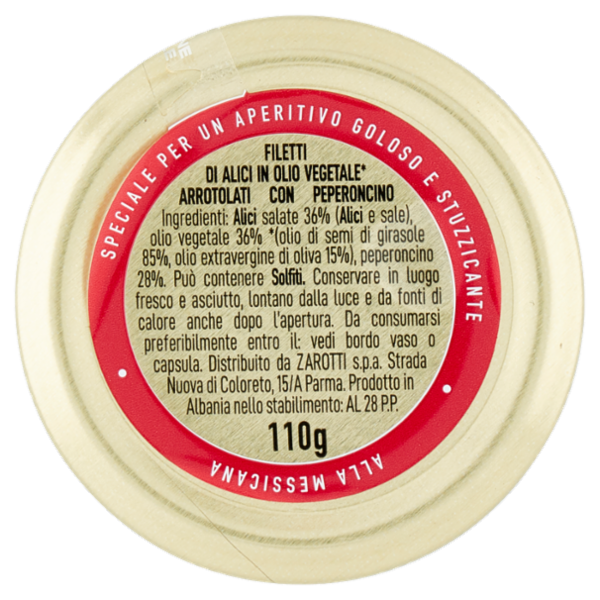 SPECIALE PER UN APERITIVO GOLOSO E STUZZICANTE
FILETTI
DI ALICI IN OLIO VEGETALE*
ARROTOLATI CON PEPERONCINO
Ingredienti: Alici salate 36% (Alici e sale),
olio vegetale 36% *(olio di semi di girasole
85%, olio extravergine di oliva 15%), peperoncino
28%. Può contenere Solfiti. Conservare in luogo
fresco e asciutto, lontano dalla luce e da fonti di
calore anche dopo l'apertura. Da consumarsi
preferibilmente entro il: vedi bordo vaso o
capsula. Distribuito da ZAROTTI s.p.a. Strada
Nuova di Coloreto, 15/A Parma. Prodotto in
Albania nello stabilimento: AL 28 P.P.
110g
ALLA MESSICANA